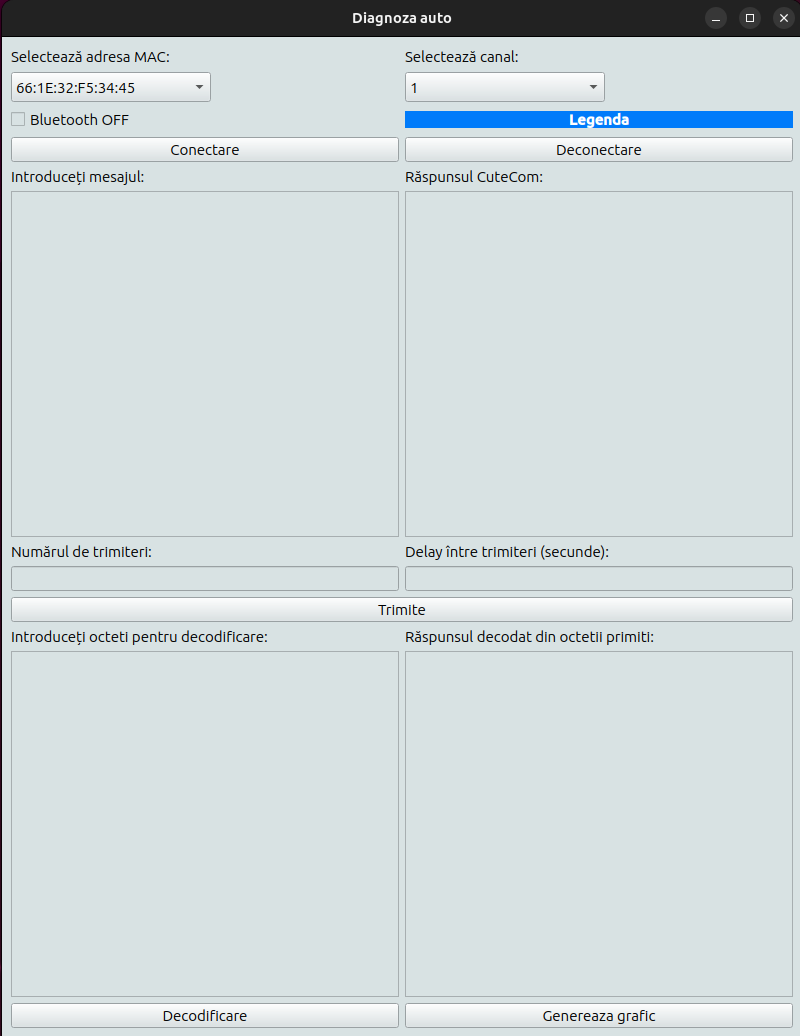 Diagnoza auto
Selectează adresa MAC:
Selectează canal:
66:1E:32:F5:34:45
1
Bluetooth OFF
Legenda
Conectare
Deconectare
Introduceți mesajul:
Răspunsul CuteCom:
Numărul de trimiteri:
Delay între trimiteri (secunde):
Trimite
Introduceți octeti pentru decodificare:
Răspunsul decodat din octetii primiti:
Decodificare
Genereaza grafic